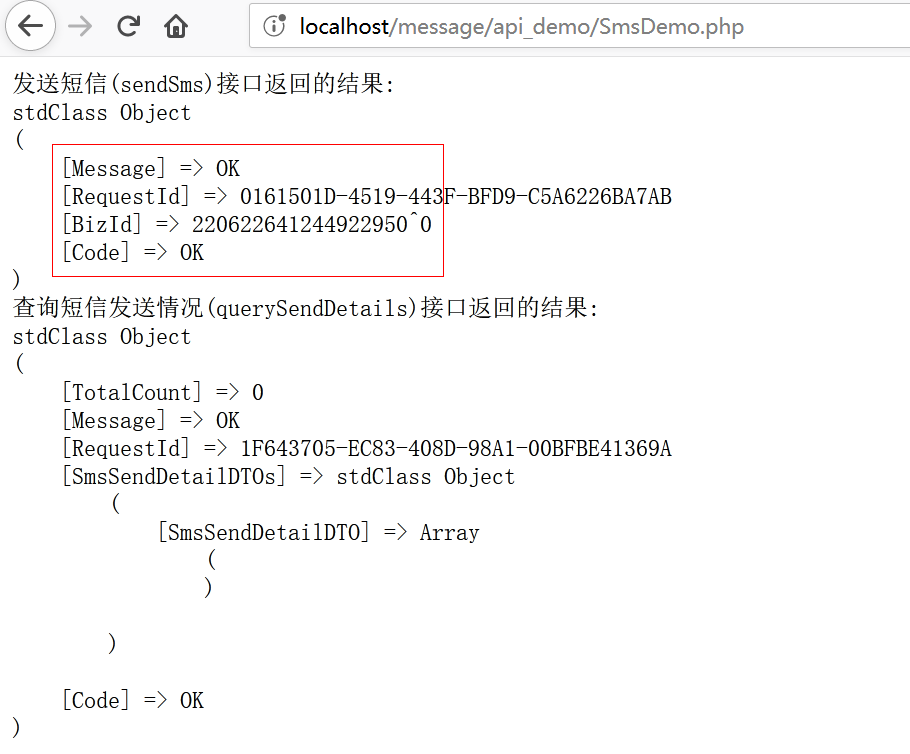 localhost/message/api_demo/SmsDemo.php
发送短信(sendSms)接口返回的结果:
stdClass Object
(
[Message] => OK
[RequestId] => 0161501D-4519-443F-BFD9-C5A6226BA7AB
[BizId] => 220622641244922950^0
[Code] => OK
)
查询短信发送情况(querySendDetails)接口返回的结果:
stdClass Object
(
[TotalCount] => 0
[Message] => OK
[RequestId] => 1F643705-EC83-408D-98A1-00BFBE41369A
[SmsSendDetailDTOs] => stdClass Object
(
[SmsSendDetailDTO] => Array
(
)
)
[Code] => OK
)